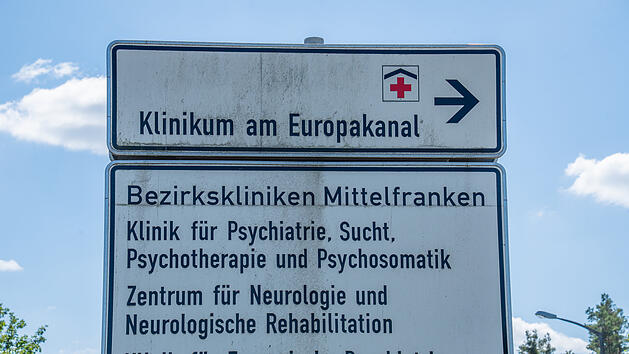 Klinikum am Europakanal
Bezirkskliniken Mittelfranken
Klinik für Psychiatrie, Sucht,
Psychotherapie und Psychosomatik
Zentrum für Neurologie und
Neurologische Rehabilitation